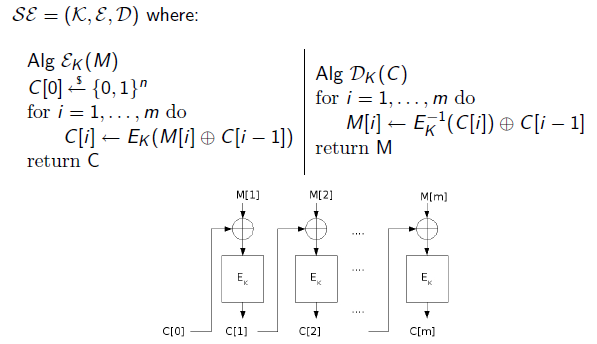 𝒮ℰ = (𝒦, ℰ, 𝒟) where:
Alg ℰ_K(M)
C[0] ←$ {0,1}^n
for i = 1, . . . , m do
C[i] ← E_K(M[i] ⊕ C[i − 1])
return C
Alg 𝒟_K(C)
for i = 1, . . . , m do
M[i] ← E_K^{-1}(C[i]) ⊕ C[i − 1]
return M
M[1] M[2] M[m]
....
E_K E_K .... E_K
....
C[0] C[1] C[2] C[m]